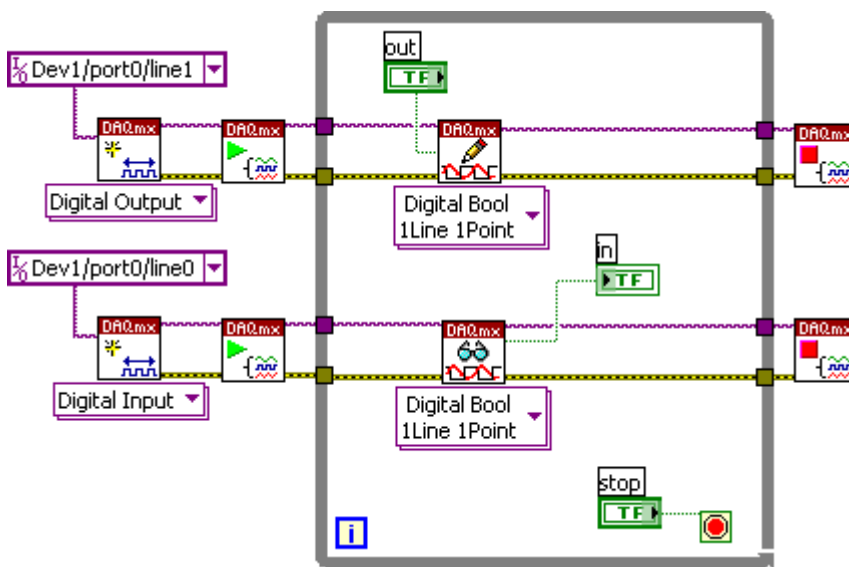 out
I/O Dev1/port0/line1
TF
DAQmx DAQmx DAQmx DAQmx
Digital Output
Digital Bool
1Line 1Point
in
I/O Dev1/port0/line0
TF
DAQmx DAQmx DAQmx DAQmx
Digital Input
Digital Bool
1Line 1Point
stop
TF
i